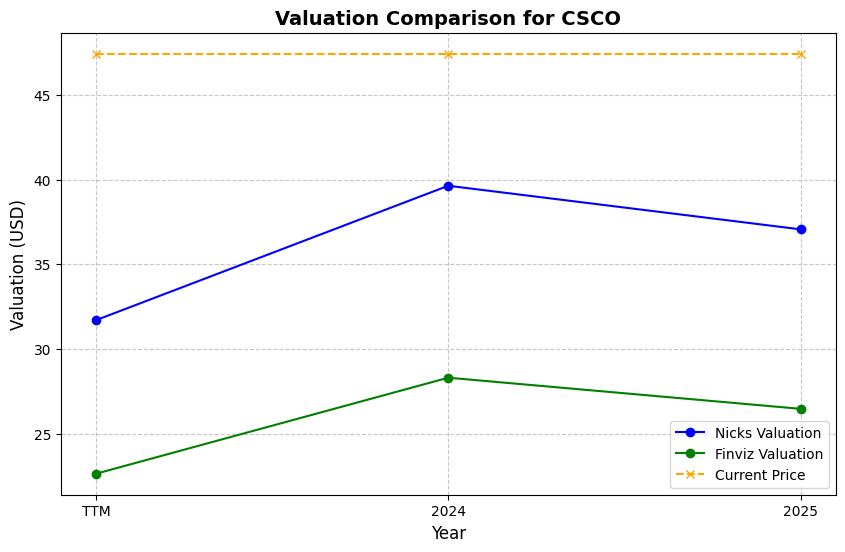 Valuation Comparison for CSCO
Valuation (USD)
45
40
35
30
25
TTM
2024
2025
Year
Nicks Valuation
Finviz Valuation
Current Price